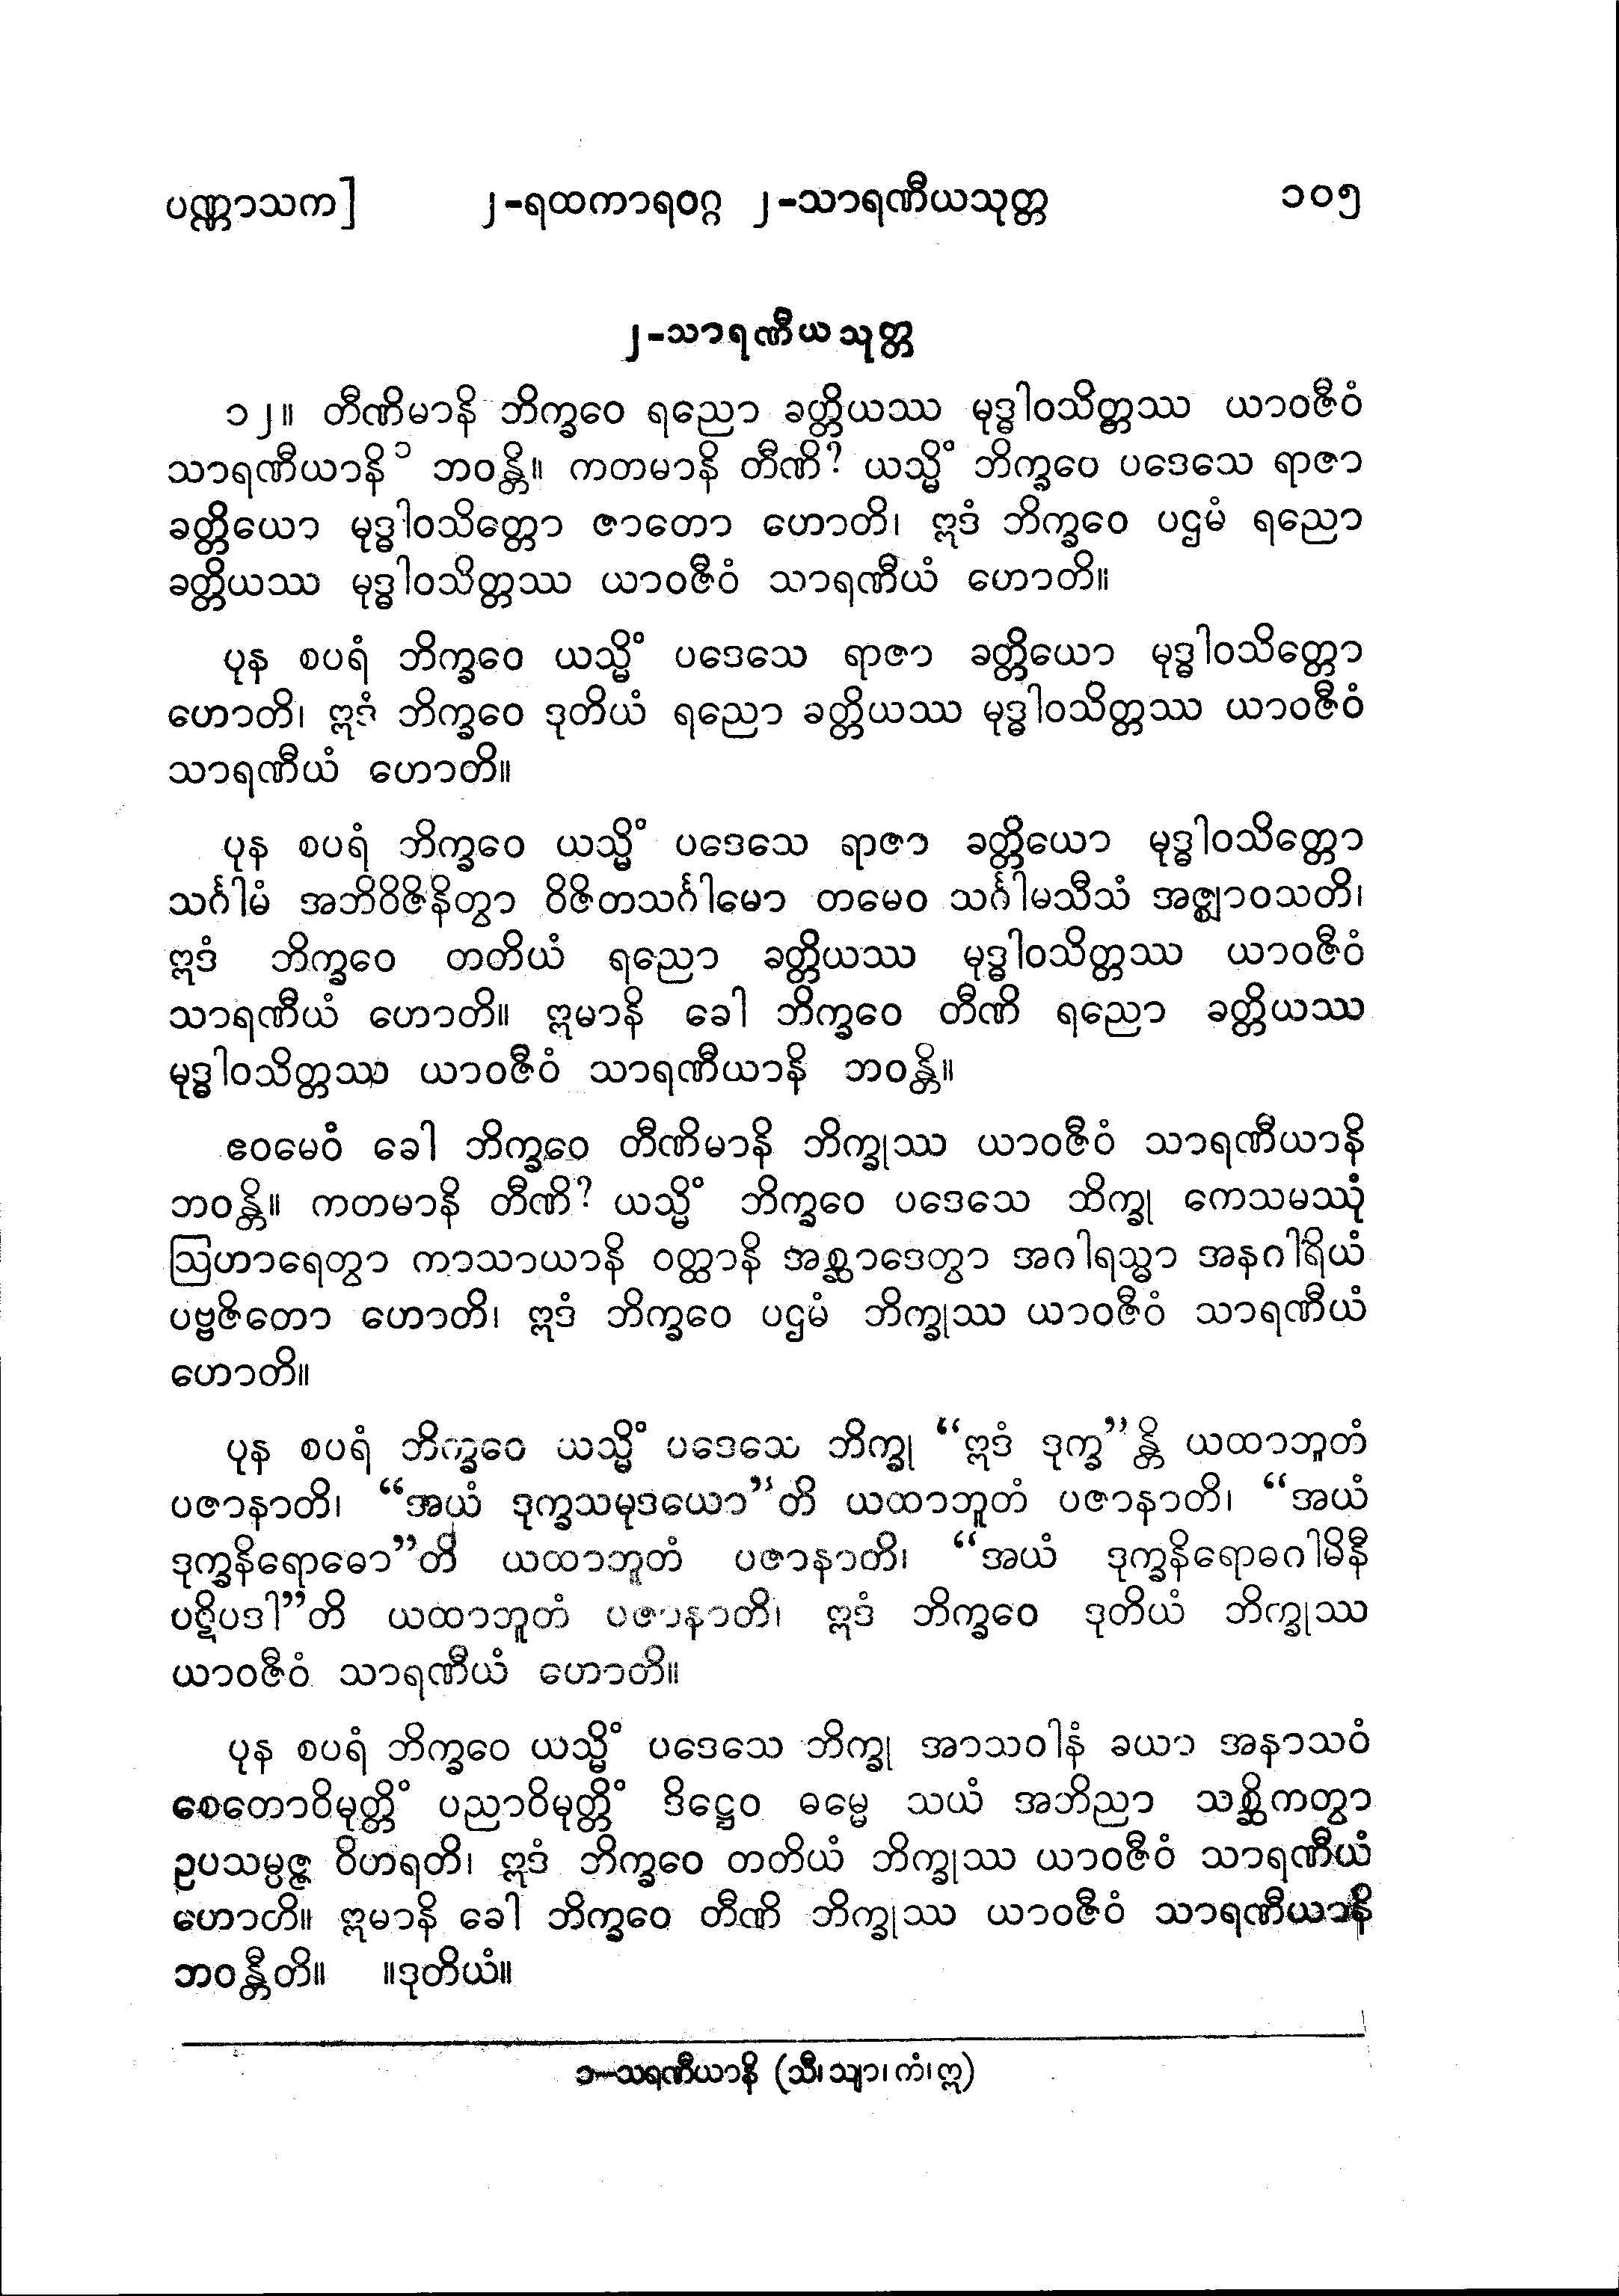 ပဏ္ဏာသက] ၂-ရထကာရဝဂ္ဂ ၂-သာရဏီယသုတ္တ ၁၀၅
၂-သာရဏီယသုတ္တ
၁၂။ တီဏိမာနိ ဘိက္ခဝေ ရညော ခတ္တိယဿ မုဒ္ဓါဝသိတ္တဿ ယာဝဇီဝံ
သာရဏီယာနိ ၁ ဘဝန္တိ။ ကတမာနိ တီဏိ? ယသ္မိံ ဘိက္ခဝေ ပဒေသေ ရာဇာ
ခတ္တိယော မုဒ္ဓါဝသိတ္တော ဇာတော ဟောတိ၊ ဣဒံ ဘိက္ခဝေ ပဌမံ ရညော
ခတ္တိယဿ မုဒ္ဓါဝသိတ္တဿ ယာဝဇီဝံ သာရဏီယံ ဟောတိ။
ပုန စပရံ ဘိက္ခဝေ ယသ္မိံ ပဒေသေ ရာဇာ ခတ္တိယော မုဒ္ဓါဝသိတ္တော
ဟောတိ၊ ဣဒံ ဘိက္ခဝေ ဒုတိယံ ရညော ခတ္တိယဿ မုဒ္ဓါဝသိတ္တဿ ယာဝဇီဝံ
သာရဏီယံ ဟောတိ။
ပုန စပရံ ဘိက္ခဝေ ယသ္မိံ ပဒေသေ ရာဇာ ခတ္တိယော မုဒ္ဓါဝသိတ္တော
သင်္ဂါမံ အဘိဝိဇိနိတွာ ဝိဇိတသင်္ဂါမော တမေဝ သင်္ဂါမသီသံ အဇ္ဈာဝသတိ၊
ဣဒံ ဘိက္ခဝေ တတိယံ ရညော ခတ္တိယဿ မုဒ္ဓါဝသိတ္တဿ ယာဝဇီဝံ
သာရဏီယံ ဟောတိ။ ဣမာနိ ခေါ ဘိက္ခဝေ တီဏိ ရညော ခတ္တိယဿ
မုဒ္ဓါဝသိတ္တဿ ယာဝဇီဝံ သာရဏီယာနိ ဘဝန္တိ။
ဧဝမေဝံ ခေါ ဘိက္ခဝေ တီဏိမာနိ ဘိက္ခုဿ ယာဝဇီဝံ သာရဏီယာနိ
ဘဝန္တိ။ ကတမာနိ တီဏိ? ယသ္မိံ ဘိက္ခဝေ ပဒေသေ ဘိက္ခု ကေသမဿုံ
ဩဟာရေတွာ ကာသာယာနိ ဝတ္ထာနိ အစ္ဆာဒေတွာ အဂါရသ္မာ အနဂါရိယံ
ပဗ္ဗဇိတော ဟောတိ၊ ဣဒံ ဘိက္ခဝေ ပဌမံ ဘိက္ခုဿ ယာဝဇီဝံ သာရဏီယံ
ဟောတိ။
ပုန စပရံ ဘိက္ခဝေ ယသ္မိံ ပဒေသေ ဘိက္ခု “ဣဒံ ဒုက္ခ”န္တိ ယထာဘူတံ
ပဇာနာတိ၊ “အယံ ဒုက္ခသမုဒယော”တိ ယထာဘူတံ ပဇာနာတိ၊ “အယံ
ဒုက္ခနိရောဓော”တိ ယထာဘူတံ ပဇာနာတိ၊ “အယံ ဒုက္ခနိရောဓဂါမိနီ
ပဋိပဒါ”တိ ယထာဘူတံ ပဇာနာတိ၊ ဣဒံ ဘိက္ခဝေ ဒုတိယံ ဘိက္ခုဿ
ယာဝဇီဝံ သာရဏီယံ ဟောတိ။
ပုန စပရံ ဘိက္ခဝေ ယသ္မိံ ပဒေသေ ဘိက္ခု အာသဝါနံ ခယာ အနာသဝံ
စေတောဝိမုတ္တိံ ပညာဝိမုတ္တိံ ဒိဋ္ဌေဝ ဓမ္မေ သယံ အဘိညာ သစ္ဆိကတွာ
ဥပသမ္ပဇ္ဇ ဝိဟရတိ၊ ဣဒံ ဘိက္ခဝေ တတိယံ ဘိက္ခုဿ ယာဝဇီဝံ သာရဏီယံ
ဟောတိ။ ဣမာနိ ခေါ ဘိက္ခဝေ တီဏိ ဘိက္ခုဿ ယာဝဇီဝံ သာရဏီယာနိ
ဘဝန္တီတိ။ ။ဒုတိယံ။
၁—သရဏီယာနိ (သီ၊သျာ၊ကံ၊ဣ)